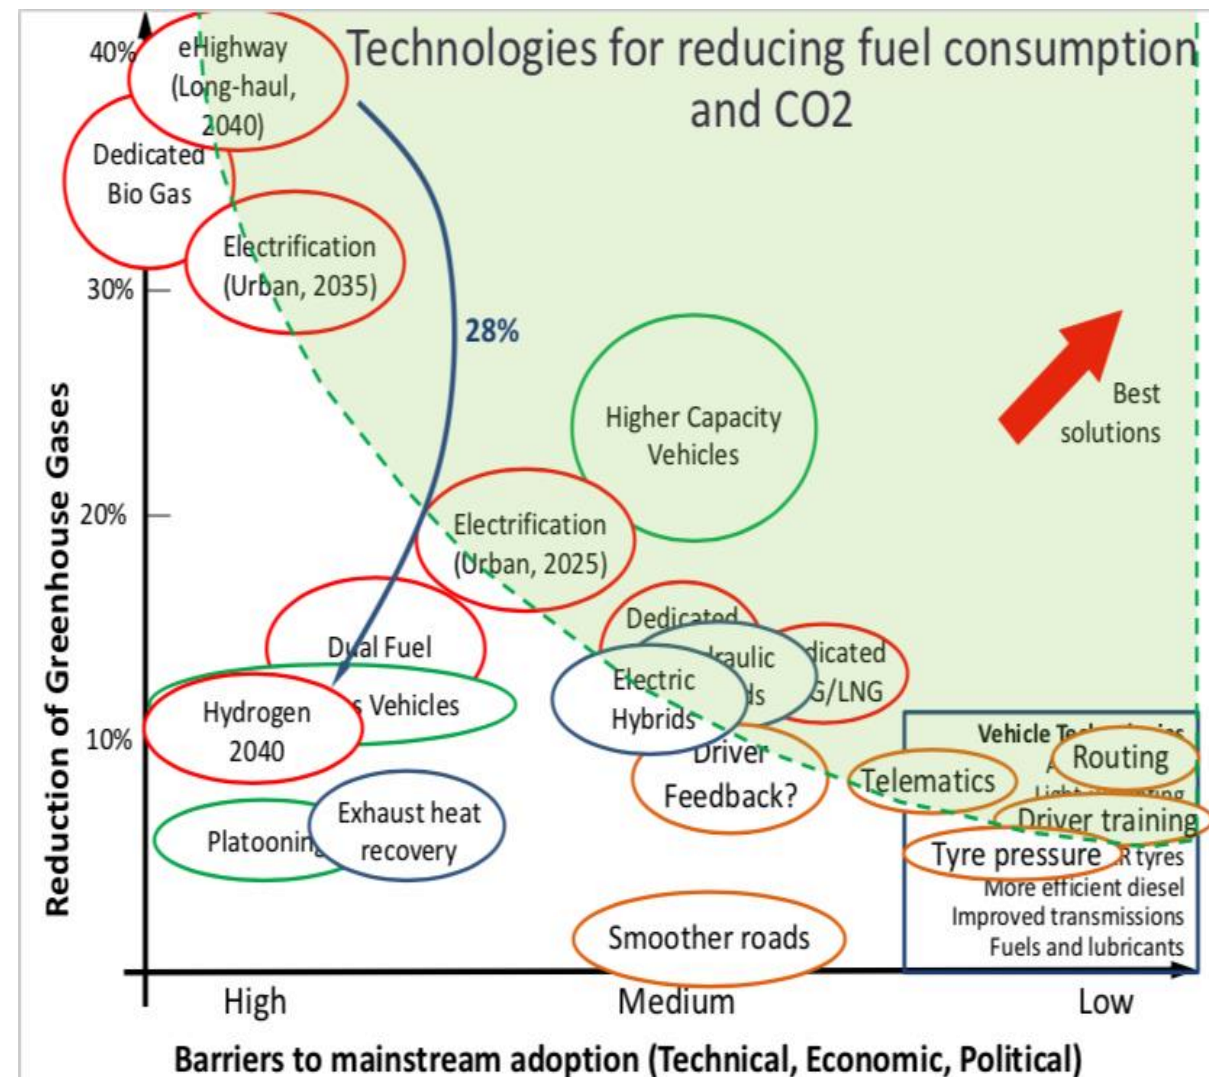 Technologies for reducing fuel consumption
and CO2
40%
30%
20%
10%
Reduction of Greenhouse Gases
eHighway
(Long-haul,
2040)
Dedicated
Bio Gas
Electrification
(Urban, 2035)
28%
Higher Capacity
Vehicles
Best
solutions
Electrification
(Urban, 2025)
Dual Fuel
Vehicles
Hydrogen
2040
Platooning
Exhaust heat
recovery
Dedicated
Electric
Hybrids
G/LNG
Driver
Feedback?
Telematics
Vehicle
Routing
Driver training
Tyre pressure
tyres
More efficient diesel
Improved transmissions
Fuels and lubricants
Smoother roads
High
Medium
Low
Barriers to mainstream adoption (Technical, Economic, Political)